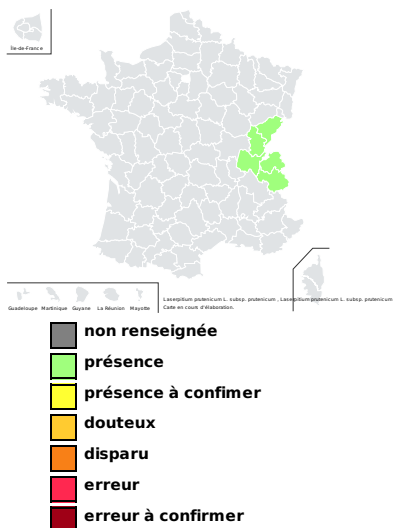 Île-de-France
Guadeloupe Martinique Guyane La Réunion Mayotte
Laserpitium prutenicum L. subsp. prutenicum , Laserpitium prutenicum L. subsp. prutenicum
Carte en cours d'élaboration.
non renseignée
présence
présence à confimer
douteux
disparu
erreur
erreur à confirmer